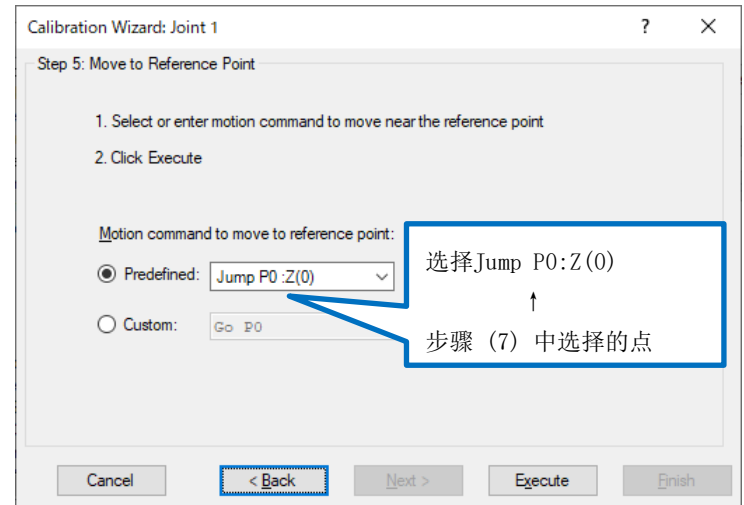 Calibration Wizard: Joint 1
?
Step 5: Move to Reference Point
1. Select or enter motion command to move near the reference point
2. Click Execute
Motion command to move to reference point:
Predefined:
Jump P0 :Z(0)
Custom:
Go P0
选择Jump P0:Z(0)
↑
步骤 (7) 中选择的点
Cancel
< Back
Next >
Execute
Finish